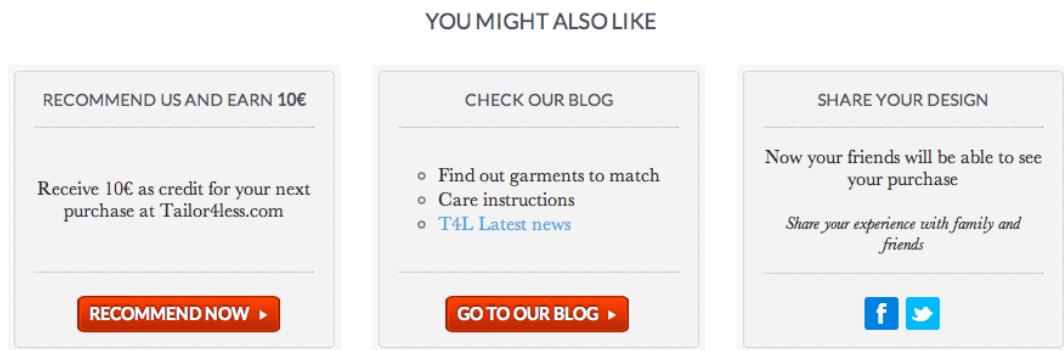 YOU MIGHT ALSO LIKE
RECOMMEND US AND EARN 10€
Receive 10€ as credit for your next
purchase at Tailor4less.com
RECOMMEND NOW
CHECK OUR BLOG
Find out garments to match
Care instructions
T4L Latest news
GO TO OUR BLOG
SHARE YOUR DESIGN
Now your friends will be able to see
your purchase
Share your experience with family and
friends
f